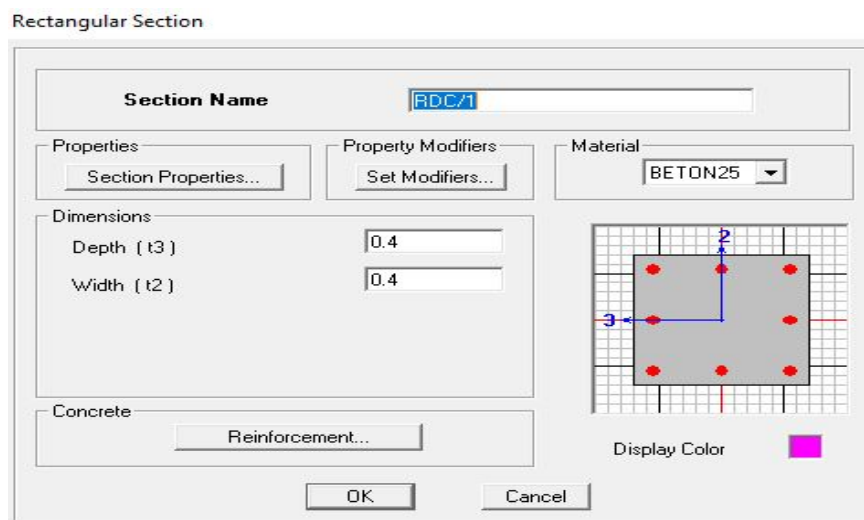 Rectangular Section
Section Name RDC/1
Properties
Section Properties...
Property Modifiers
Set Modifiers...
Material
BETON25
Dimensions
Depth ( t3 ) 0.4
Width ( t2 ) 0.4
2
3
Concrete
Reinforcement...
Display Color
OK Cancel